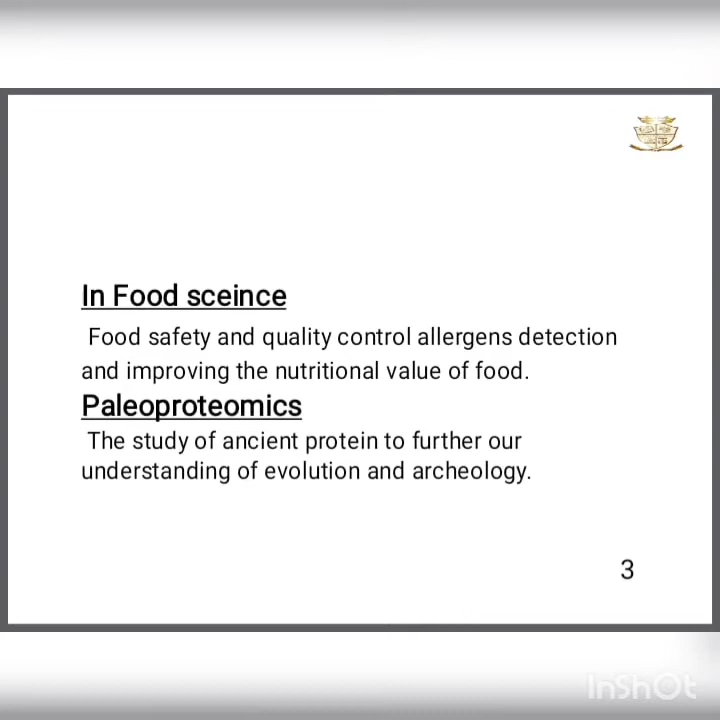 In Food sceince
Food safety and quality control allergens detection
and improving the nutritional value of food.
Paleoproteomics
The study of ancient protein to further our
understanding of evolution and archeology.
3
InShOt